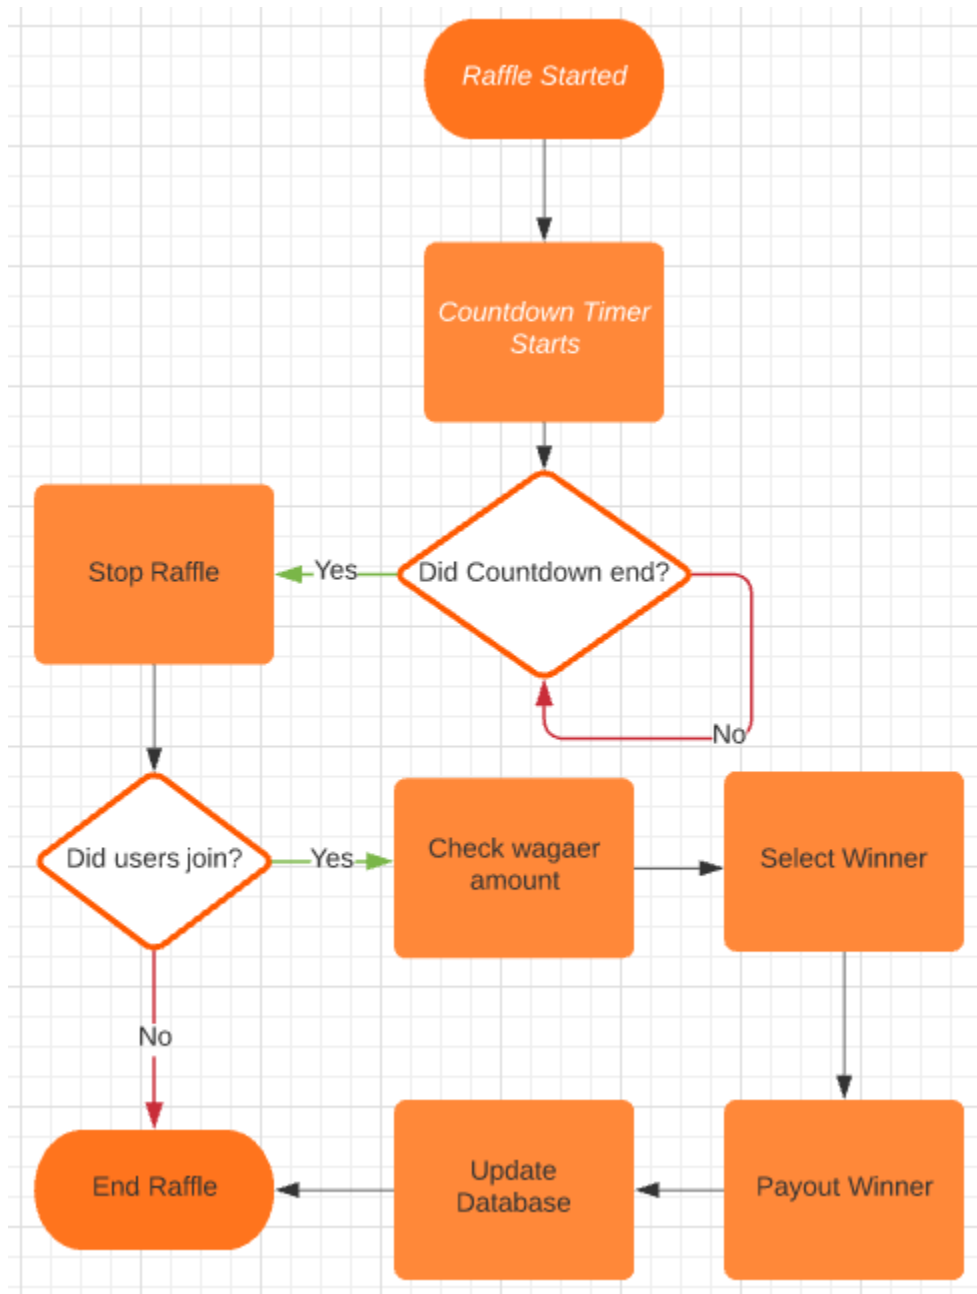 Raffle Started
Countdown Timer
Starts
Did Countdown end?
Yes
Stop Raffle
No
Did users join?
Yes
Check wagaer
amount
Select Winner
No
End Raffle
Update
Database
Payout Winner